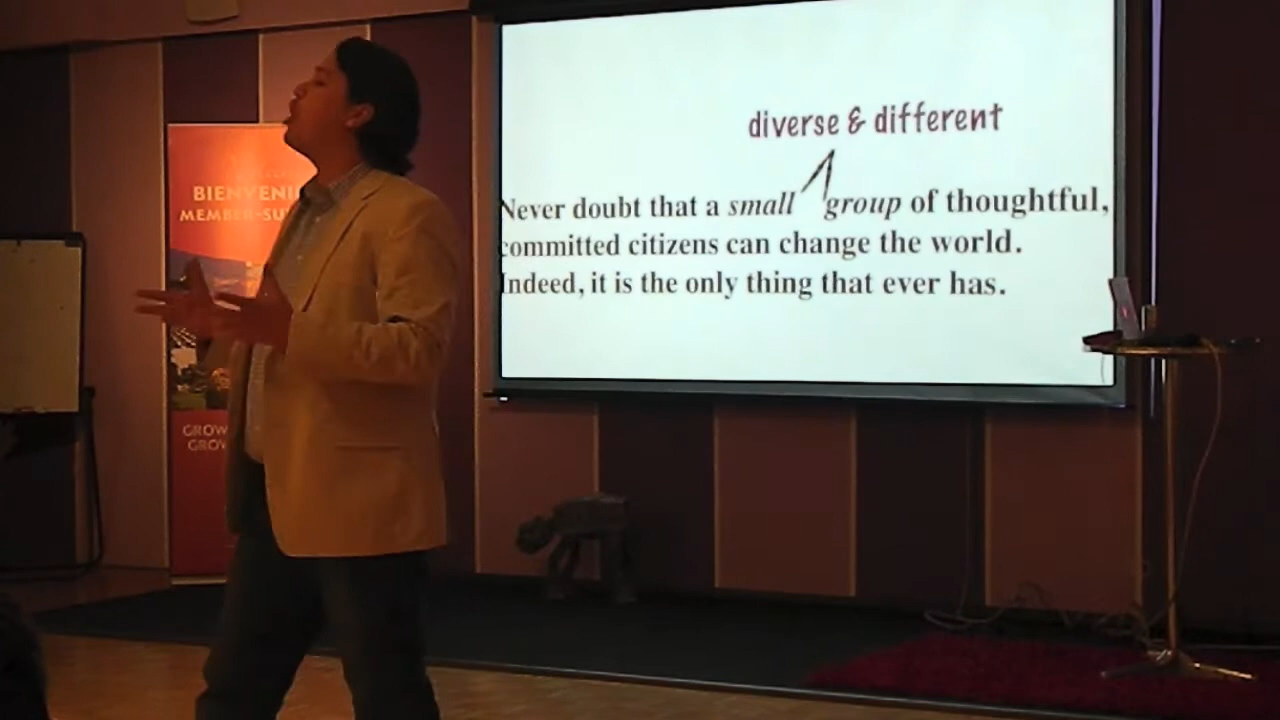 BIENVENI
MEMBER-SU
GROW
GROW
diverse & different
Never doubt that a small group of thoughtful,
committed citizens can change the world.
Indeed, it is the only thing that ever has.